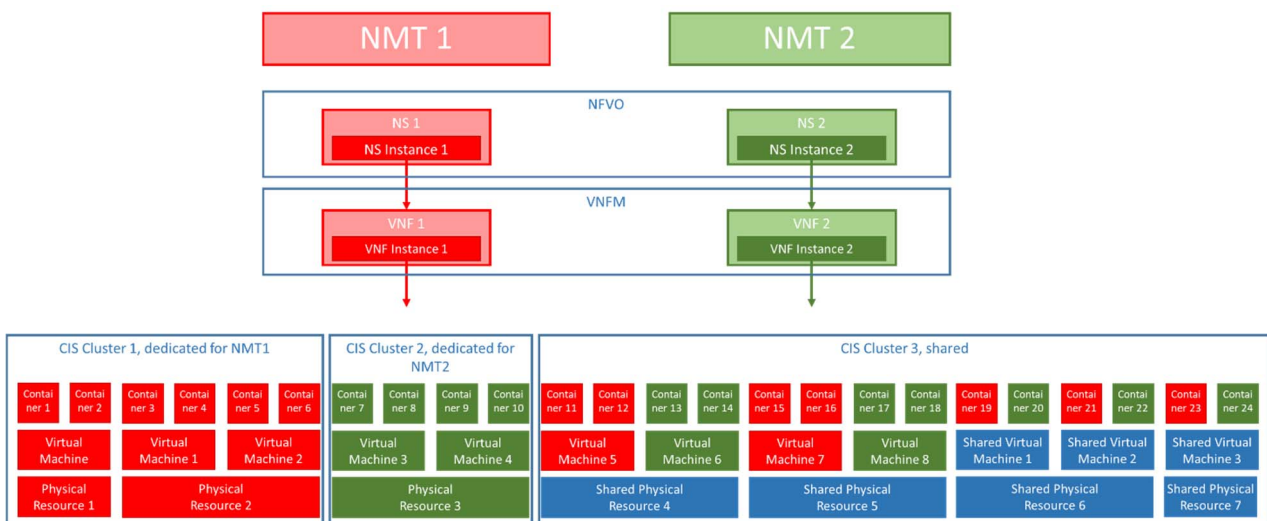 NMT 1
NMT 2
NFVO
NS 1
NS 2
NS Instance 1
NS Instance 2
VNFM
VNF 1
VNF 2
VNF Instance 1
VNF Instance 2
CIS Cluster 1, dedicated for NMT1
CIS Cluster 2, dedicated for
NMT2
CIS Cluster 3, shared
Contai
ner 1
Contai
ner 2
Contai
ner 3
Contai
ner 4
Contai
ner 5
Contai
ner 6
Contai
ner 7
Contai
ner 8
Contai
ner 9
Contai
ner 10
Contai
ner 11
Contai
ner 12
Contai
ner 13
Contai
ner 14
Contai
ner 15
Contai
ner 16
Contai
ner 17
Contai
ner 18
Contai
ner 19
Contai
ner 20
Contai
ner 21
Contai
ner 22
Contai
ner 23
Contai
ner 24
Virtual
Machine
Virtual
Machine 1
Virtual
Machine 2
Virtual
Machine 3
Virtual
Machine 4
Virtual
Machine 5
Virtual
Machine 6
Virtual
Machine 7
Virtual
Machine 8
Shared Virtual
Machine 1
Shared Virtual
Machine 2
Shared Virtual
Machine 3
Physical
Resource 1
Physical
Resource 2
Physical
Resource 3
Shared Physical
Resource 4
Shared Physical
Resource 5
Shared Physical
Resource 6
Shared Physical
Resource 7